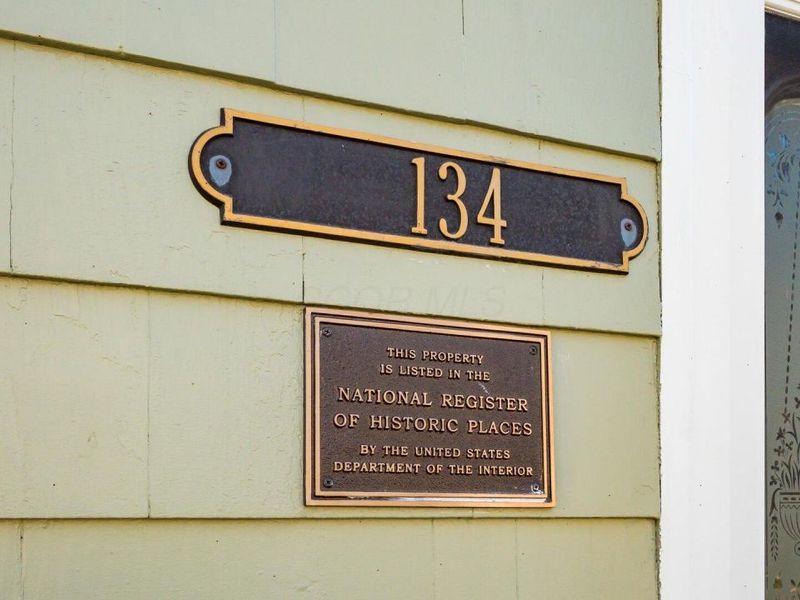 134
THIS PROPERTY
IS LISTED IN THE
NATIONAL REGISTER
OF HISTORIC PLACES
BY THE UNITED STATES
DEPARTMENT OF THE INTERIOR